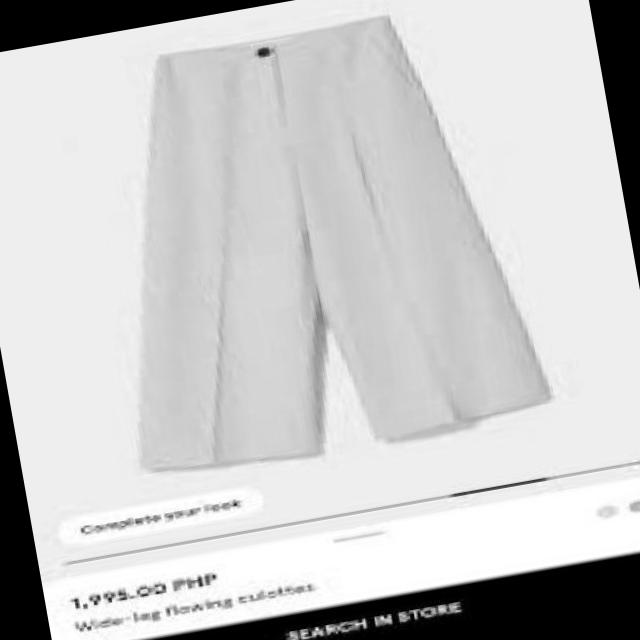 Complete your look
1,995.00 PHP
Wide-leg flowing culottes
SEARCH IN STORE